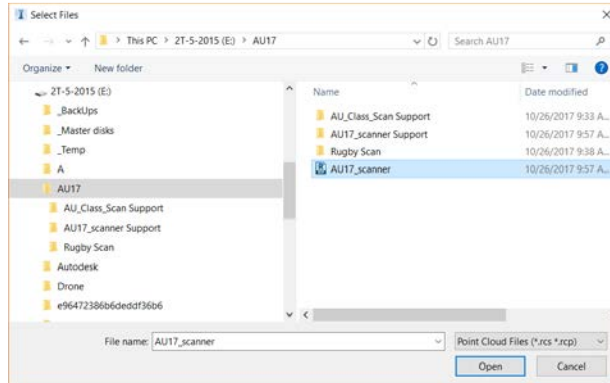 Select Files
This PC > 2T-5-2015 (E:) > AU17
Search AU17
Organize New folder
2T-5-2015 (E:)
_BackUps
_Master disks
_Temp
A
AU17
AU_Class_Scan Support
AU17_scanner Support
Rugby Scan
Autodesk
Drone
e96472386b6deddf36b6
Name Date modified
AU_Class_Scan Support 10/26/2017 9:33 A...
AU17_scanner Support 10/26/2017 9:57 A...
Rugby Scan 10/26/2017 9:38 A...
AU17_scanner 10/26/2017 9:57 A...
File name: AU17_scanner Point Cloud Files (*.rcs *.rcp)
Open Cancel